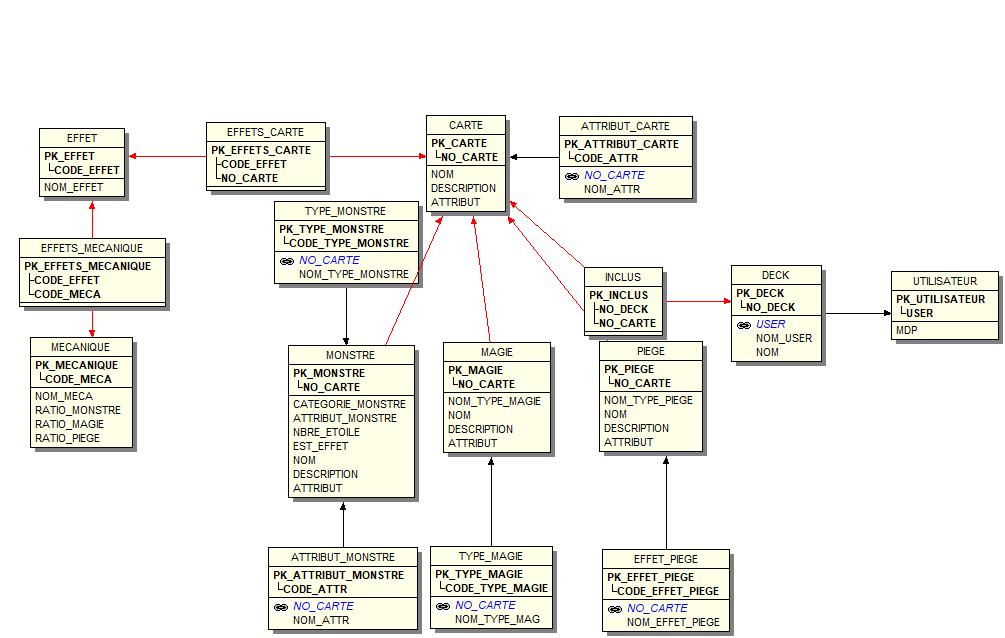 EFFET
PK_EFFET
CODE_EFFET
NOM_EFFET
EFFETS_CARTE
PK_EFFETS_CARTE
CODE_EFFET
NO_CARTE
CARTE
PK_CARTE
NO_CARTE
NOM
DESCRIPTION
ATTRIBUT
ATTRIBUT_CARTE
PK_ATTRIBUT_CARTE
CODE_ATTR
NO_CARTE
NOM_ATTR
TYPE_MONSTRE
PK_TYPE_MONSTRE
CODE_TYPE_MONSTRE
NO_CARTE
NOM_TYPE_MONSTRE
EFFETS_MECANIQUE
PK_EFFETS_MECANIQUE
CODE_EFFET
CODE_MECA
INCLUS
PK_INCLUS
NO_DECK
NO_CARTE
DECK
PK_DECK
NO_DECK
USER
NOM_USER
NOM
UTILISATEUR
PK_UTILISATEUR
USER
MDP
MECANIQUE
PK_MECANIQUE
CODE_MECA
NOM_MECA
RATIO_MONSTRE
RATIO_MAGIE
RATIO_PIEGE
MONSTRE
PK_MONSTRE
NO_CARTE
CATEGORIE_MONSTRE
ATTRIBUT_MONSTRE
NBRE_ETOILE
EST_EFFET
NOM
DESCRIPTION
ATTRIBUT
MAGIE
PK_MAGIE
NO_CARTE
NOM_TYPE_MAGIE
NOM
DESCRIPTION
ATTRIBUT
PIEGE
PK_PIEGE
NO_CARTE
NOM_TYPE_PIEGE
NOM
DESCRIPTION
ATTRIBUT
ATTRIBUT_MONSTRE
PK_ATTRIBUT_MONSTRE
CODE_ATTR
NO_CARTE
NOM_ATTR
TYPE_MAGIE
PK_TYPE_MAGIE
CODE_TYPE_MAGIE
NO_CARTE
NOM_TYPE_MAG
EFFET_PIEGE
PK_EFFET_PIEGE
CODE_EFFET_PIEGE
NO_CARTE
NOM_EFFET_PIEGE